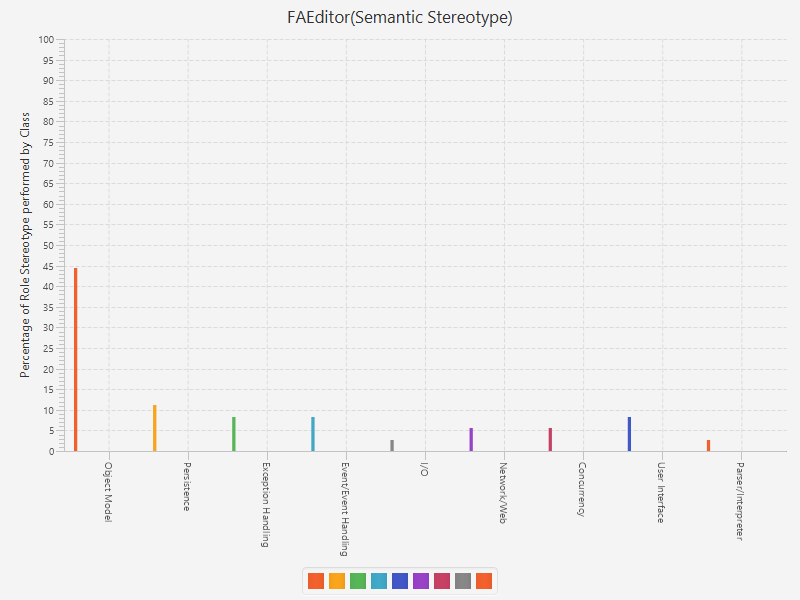 FAEditor(Semantic Stereotype)
Percentage of Role Stereotype performed by Class
100
95
90
85
80
75
70
65
60
55
50
45
40
35
30
25
20
15
10
5
0
Object Model
Persistence
Exception Handling
Event/Event Handling
I/O
Network/Web
Concurrency
User Interface
Parser/Interpreter